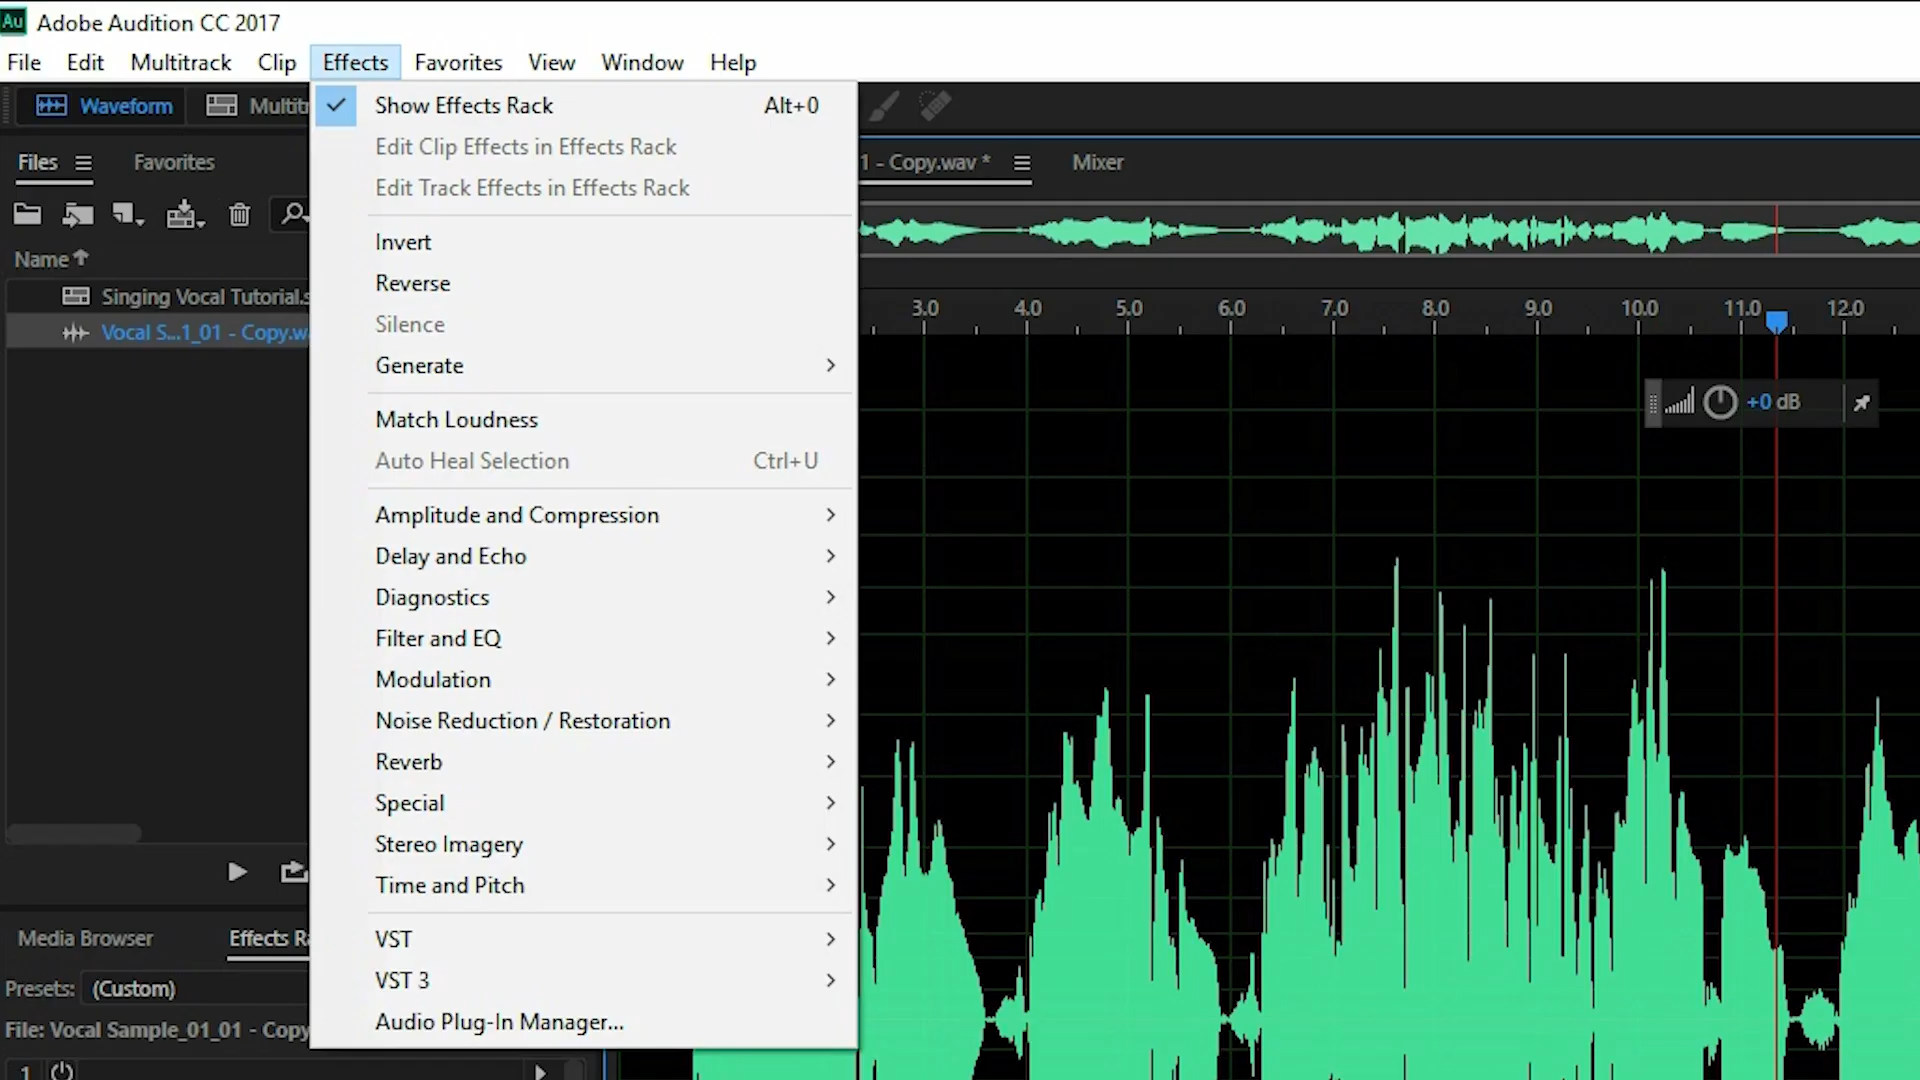 Au Adobe Audition CC 2017
File Edit Multitrack Clip Effects Favorites View Window Help
Waveform
Files Favorites
Name
Singing Vocal Tutorial.s
Vocal S...1_01 - Copy.w
Media Browser Effects
Presets: (Custom)
File: Vocal Sample_01_01 - Copy
1
Show Effects Rack Alt+0
Edit Clip Effects in Effects Rack
Edit Track Effects in Effects Rack
Invert
Reverse
Silence
Generate
Match Loudness
Auto Heal Selection Ctrl+U
Amplitude and Compression
Delay and Echo
Diagnostics
Filter and EQ
Modulation
Noise Reduction / Restoration
Reverb
Special
Stereo Imagery
Time and Pitch
VST
VST 3
Audio Plug-In Manager...
1 - Copy.wav * Mixer
3.0 4.0 5.0 6.0 7.0 8.0 9.0 10.0 11.0 12.0
+0 dB